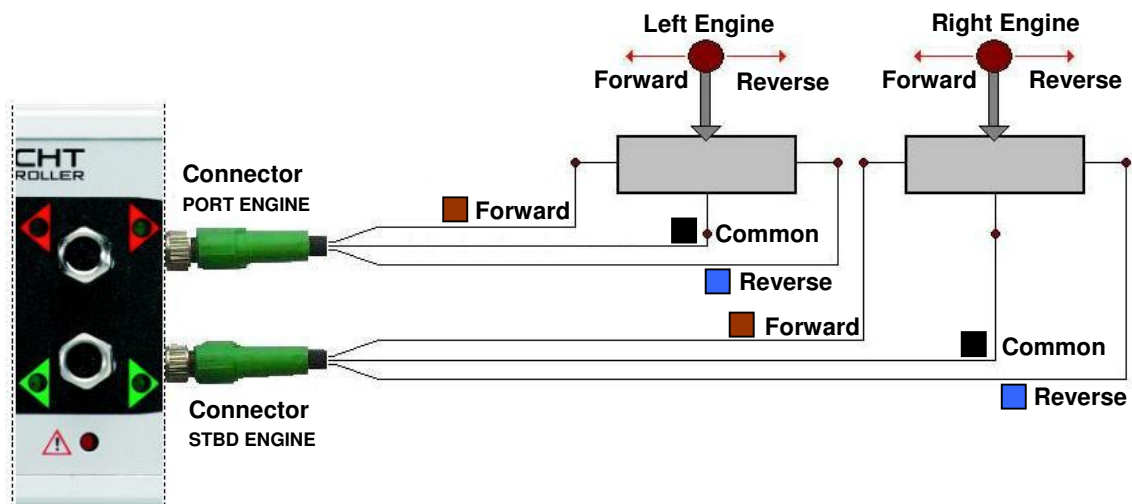 Left Engine
Right Engine
Forward
Reverse
Forward
Reverse
CHT
ROLLER
Connector
PORT ENGINE
Forward
Common
Reverse
Forward
Common
Reverse
Connector
STBD ENGINE